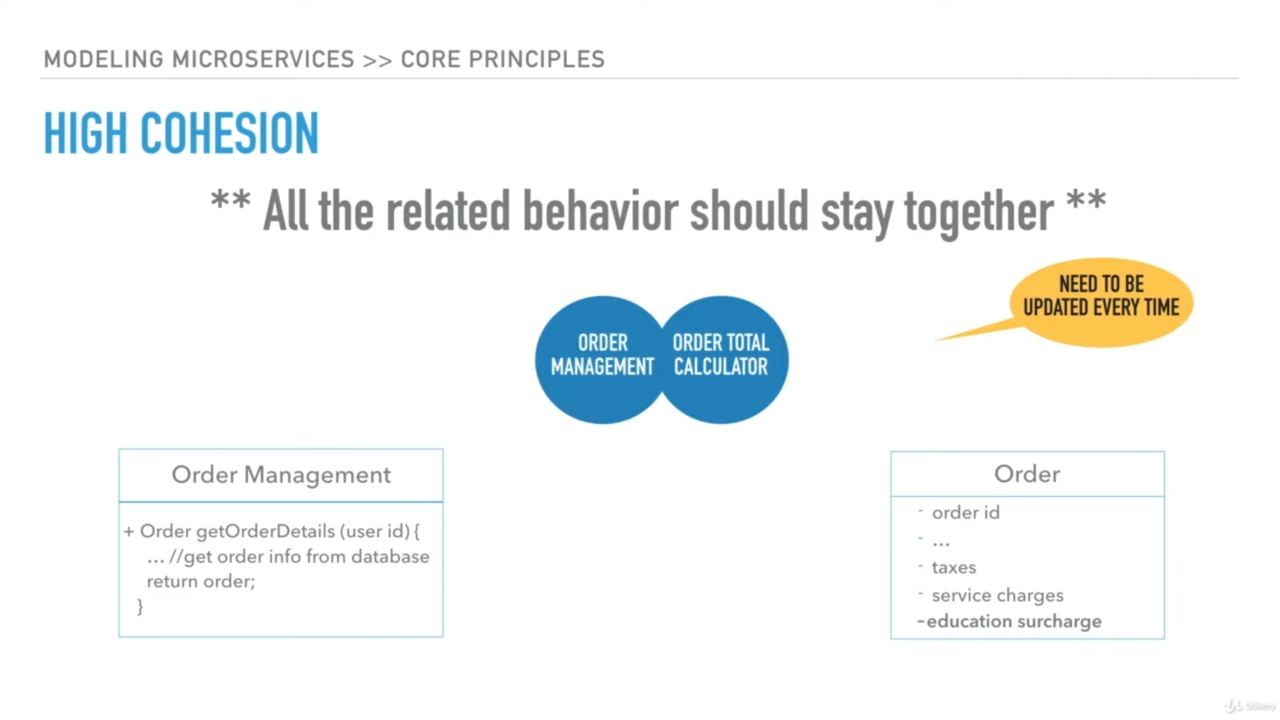 MODELING MICROSERVICES >> CORE PRINCIPLES
HIGH COHESION
** All the related behavior should stay together **
NEED TO BE
UPDATED EVERY TIME
ORDER
MANAGEMENT
ORDER TOTAL
CALCULATOR
Order Management
+ Order getOrderDetails (user id) {
... //get order info from database
return order;
}
Order
- order id
- ...
- taxes
- service charges
-education surcharge
Udemy